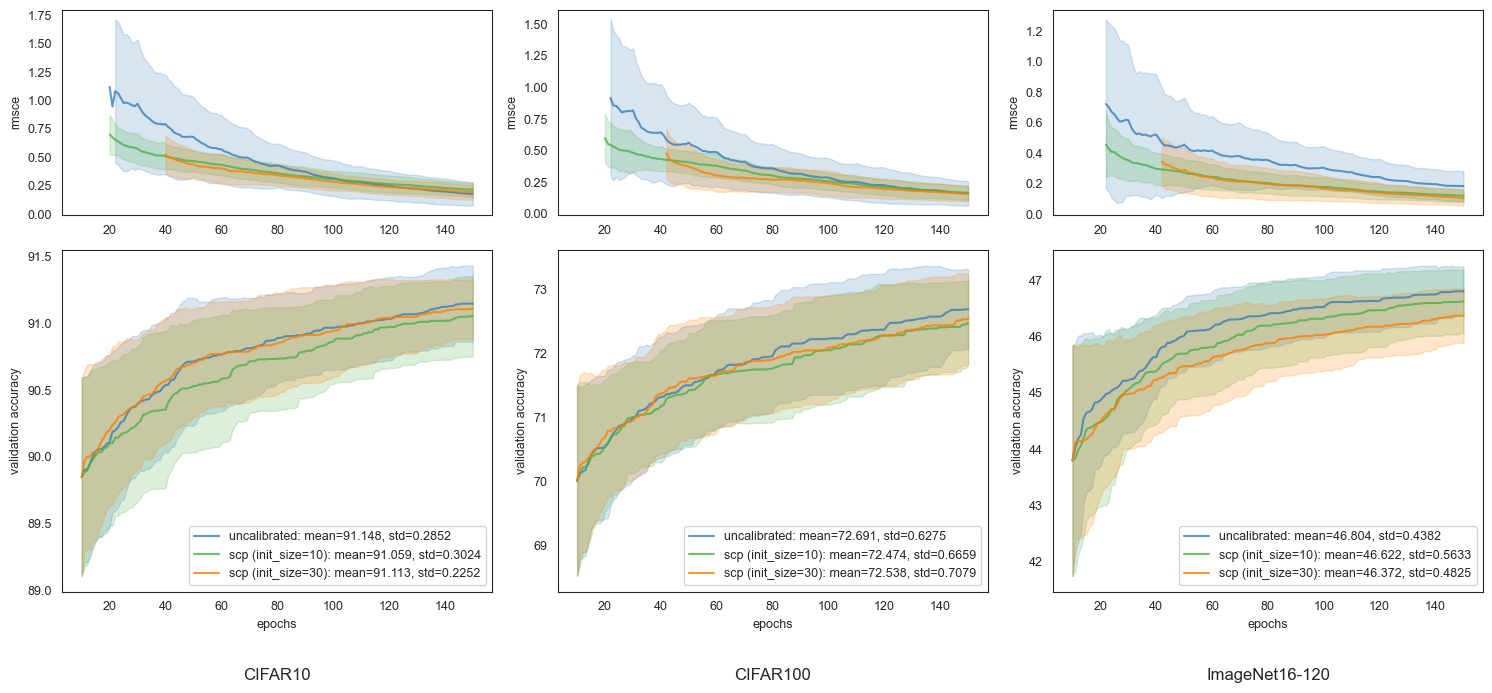 1.75
1.50
1.25
1.00
0.75
0.50
0.25
0.00
rmsce
20 40 60 80 100 120 140
1.50
1.25
1.00
0.75
0.50
0.25
0.00
rmsce
20 40 60 80 100 120 140
1.2
1.0
0.8
0.6
0.4
0.2
0.0
rmsce
20 40 60 80 100 120 140
91.5
91.0
90.5
90.0
89.5
89.0
validation accuracy
uncalibrated: mean=91.148, std=0.2852
scp (init_size=10): mean=91.059, std=0.3024
scp (init_size=30): mean=91.113, std=0.2252
20 40 60 80 100 120 140
epochs
73
72
71
70
69
validation accuracy
uncalibrated: mean=72.691, std=0.6275
scp (init_size=10): mean=72.474, std=0.6659
scp (init_size=30): mean=72.538, std=0.7079
20 40 60 80 100 120 140
epochs
47
46
45
44
43
42
validation accuracy
uncalibrated: mean=46.804, std=0.4382
scp (init_size=10): mean=46.622, std=0.5633
scp (init_size=30): mean=46.372, std=0.4825
20 40 60 80 100 120 140
epochs
CIFAR10
CIFAR100
ImageNet16-120